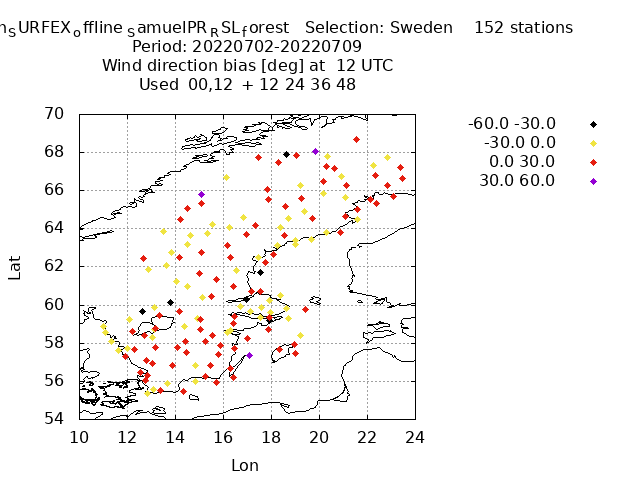 nSURFEXoffline SamuelPRRSLforest Selection: Sweden 152 stations
Period: 20220702-20220709
Wind direction bias [deg] at 12 UTC
Used 00,12 + 12 24 36 48
-60.0 -30.0
-30.0 0.0
0.0 30.0
30.0 60.0
70
68
66
64
62
60
58
56
54
Lat
10 12 14 16 18 20 22 24
Lon